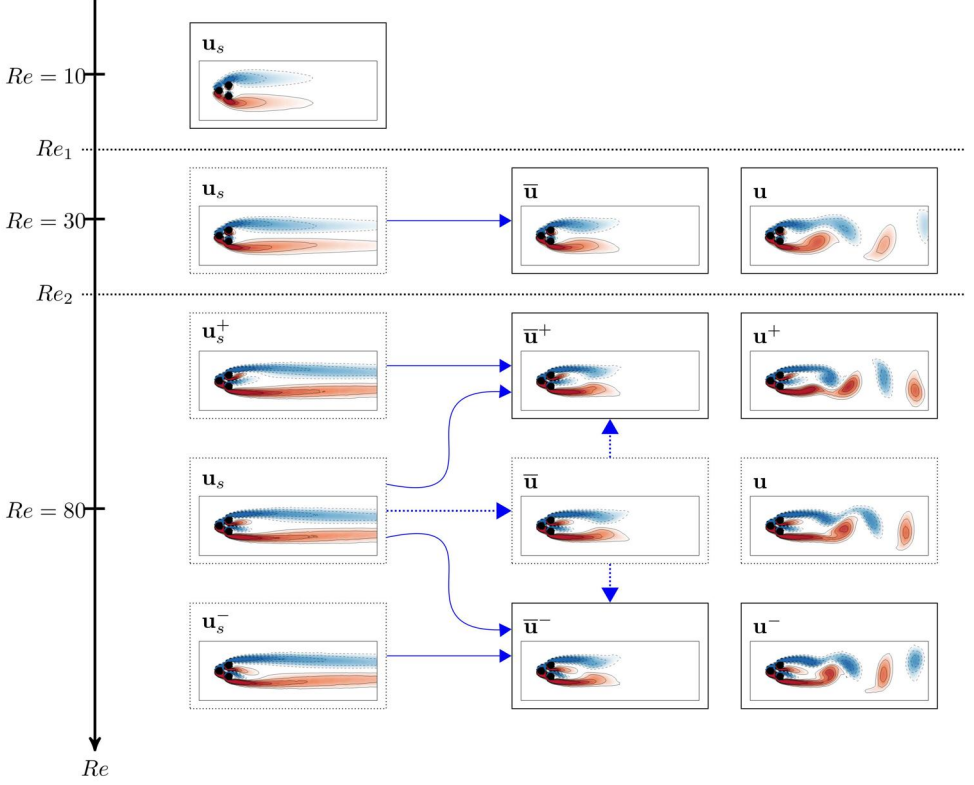 u_s
Re = 10
Re_1
u_s u̅ u
Re = 30
Re_2
u_s^+ u̅^+ u^+
u_s u̅ u
Re = 80
u_s^- u̅^- u^-
Re